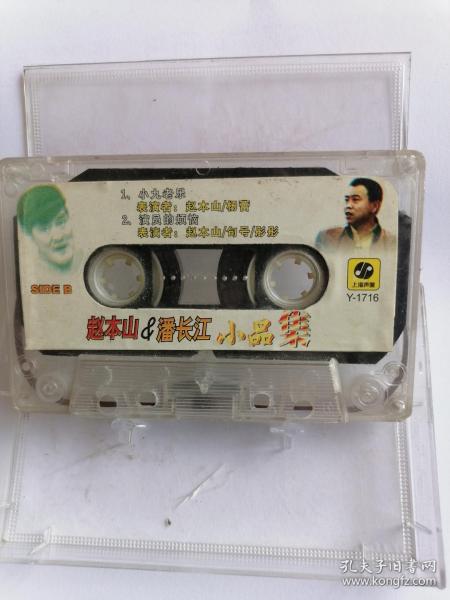 1、小九老乐
表演者：赵本山/杨蕾
2、演员的烦恼
表演者：赵本山/句号/彤彤
SIDE B
上海声像
Y-1716
赵本山&潘长江小品集
孔夫子旧书网
www.kongfz.com